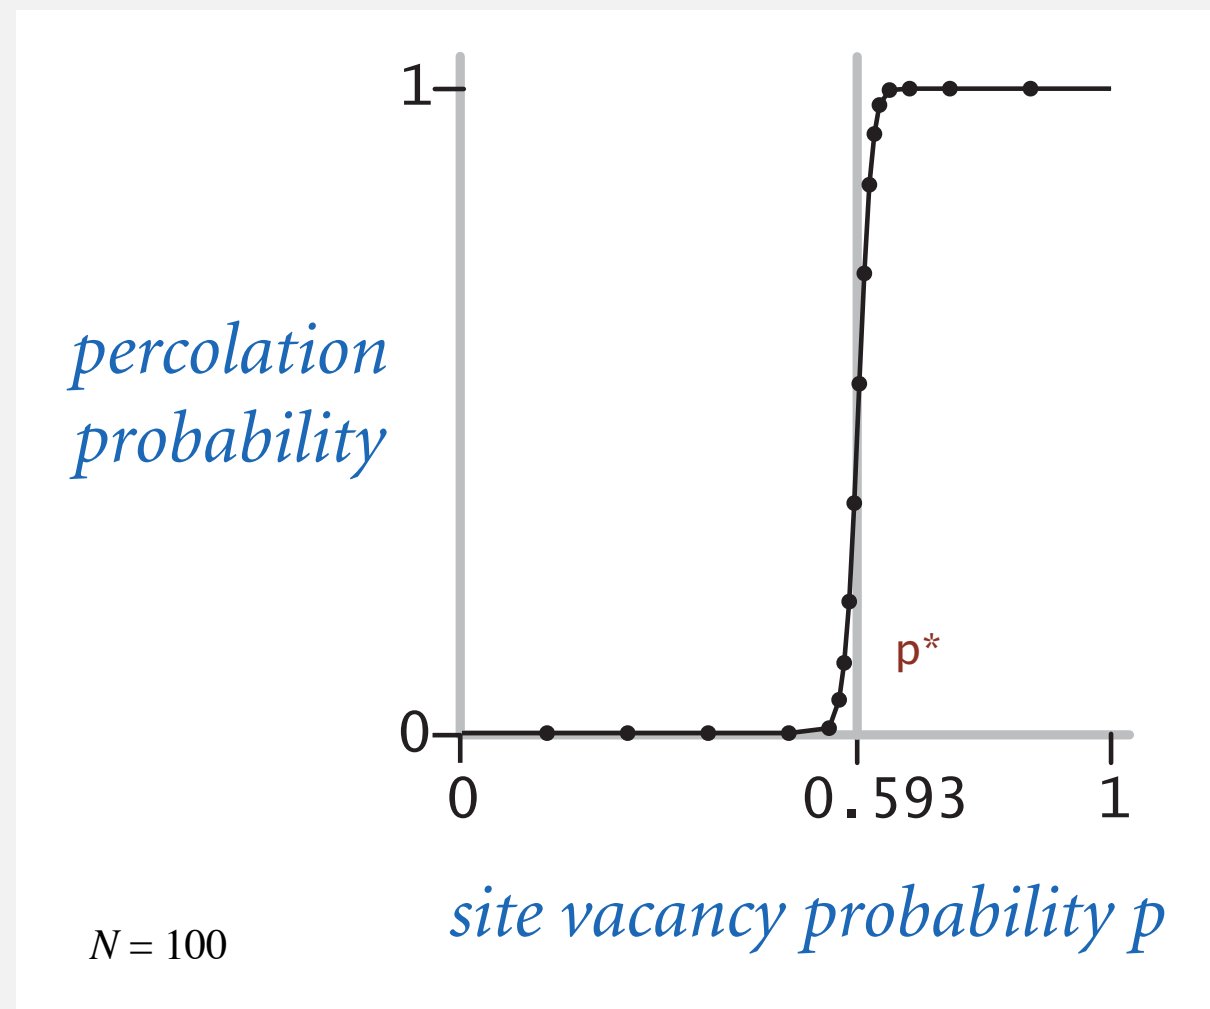 1
percolation
probability
p*
0
0 0.593 1
site vacancy probability p
N = 100